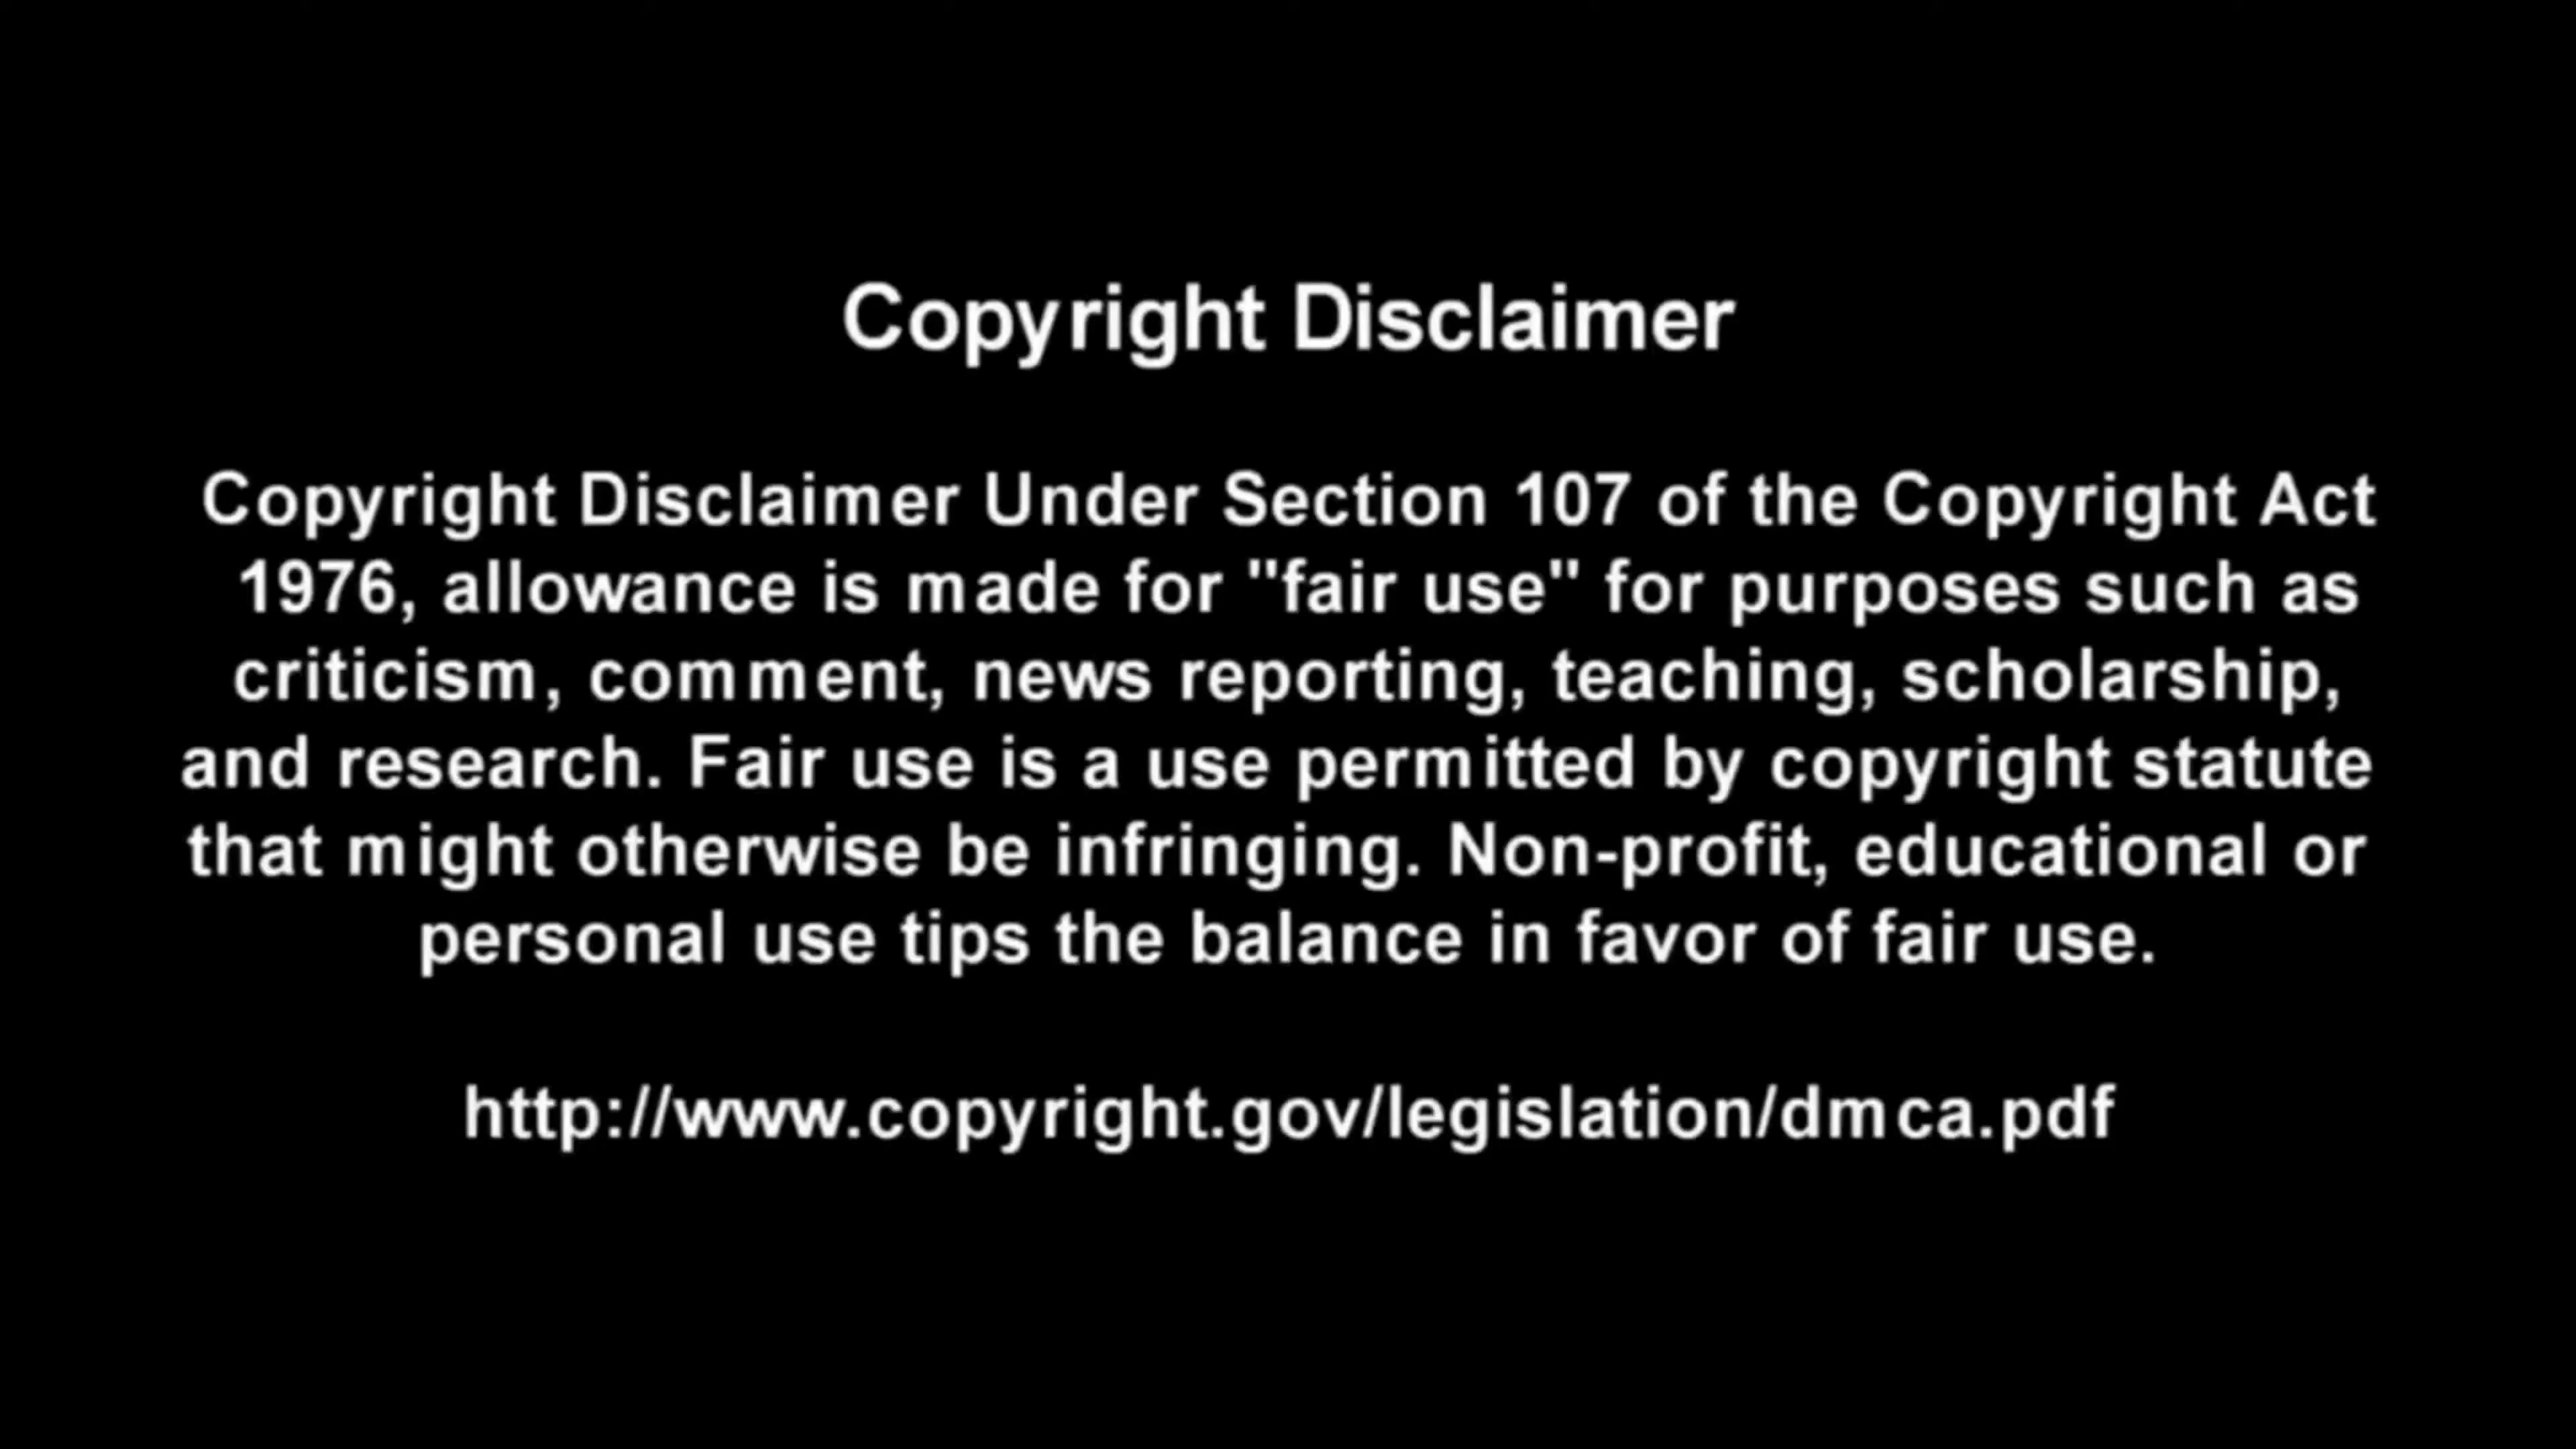 Copyright Disclaimer
Copyright Disclaimer Under Section 107 of the Copyright Act
1976, allowance is made for "fair use" for purposes such as
criticism, comment, news reporting, teaching, scholarship,
and research. Fair use is a use permitted by copyright statute
that might otherwise be infringing. Non-profit, educational or
personal use tips the balance in favor of fair use.
http://www.copyright.gov/legislation/dmca.pdf